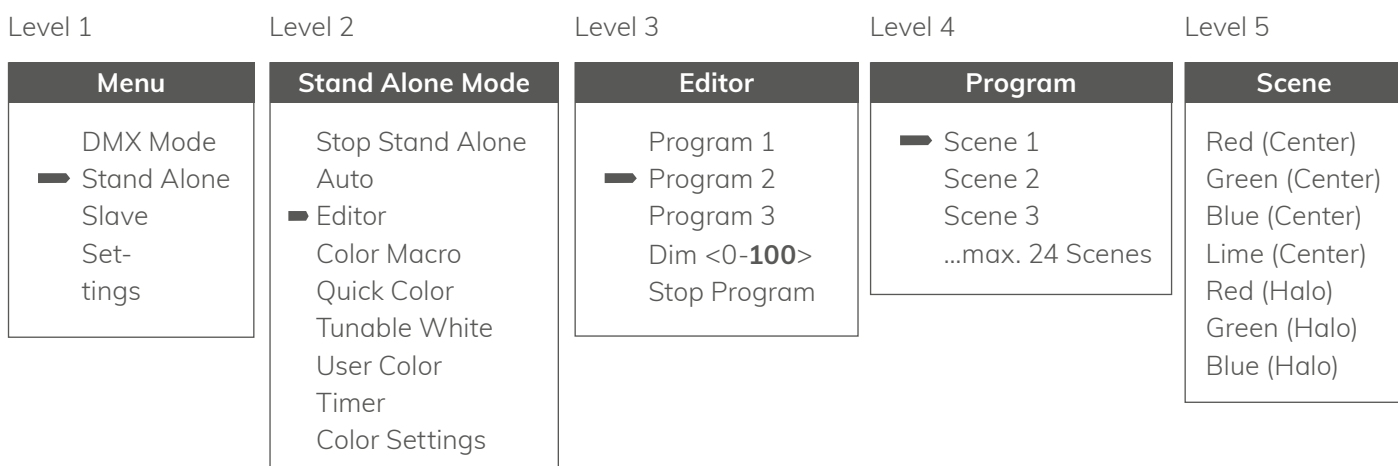 Level 1
Menu
DMX Mode
Stand Alone
Slave
Set-
tings
Level 2
Stand Alone Mode
Stop Stand Alone
Auto
Editor
Color Macro
Quick Color
Tunable White
User Color
Timer
Color Settings
Level 3
Editor
Program 1
Program 2
Program 3
Dim <0-100>
Stop Program
Level 4
Program
Scene 1
Scene 2
Scene 3
...max. 24 Scenes
Level 5
Scene
Red (Center)
Green (Center)
Blue (Center)
Lime (Center)
Red (Halo)
Green (Halo)
Blue (Halo)